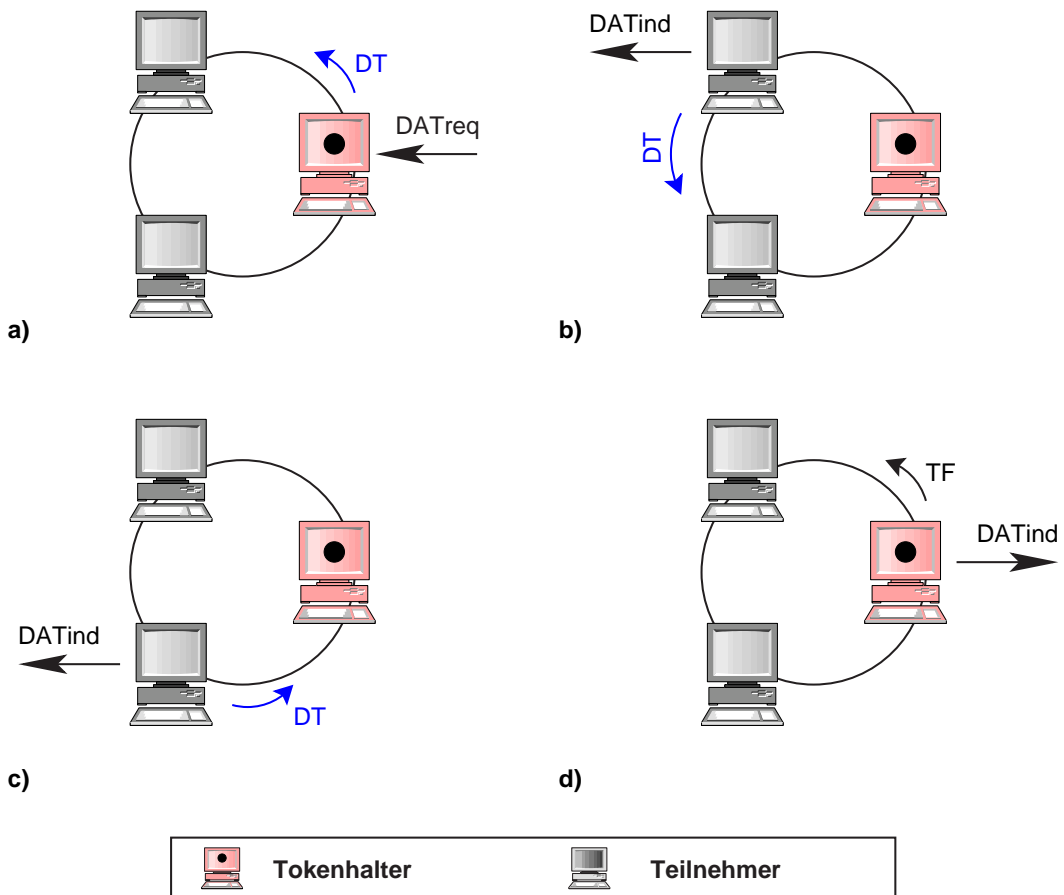 DT
DATreq
a)
DATind
DT
b)
DATind
DT
c)
TF
DATind
d)
Tokenhalter
Teilnehmer